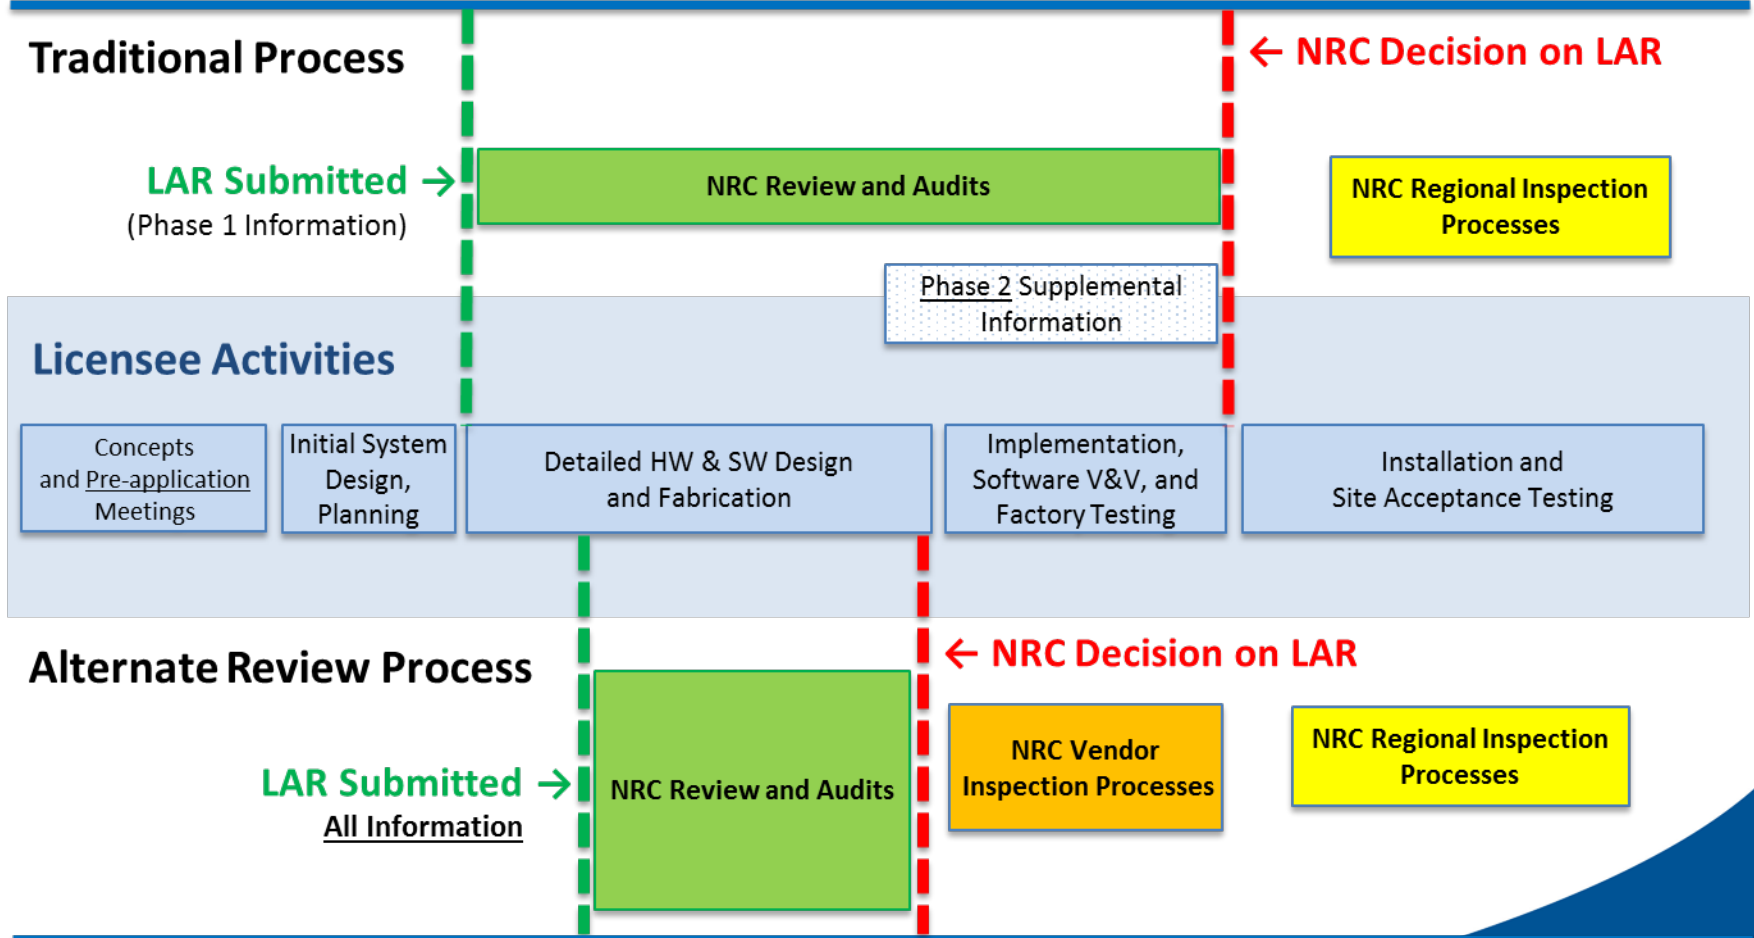 Traditional Process
← NRC Decision on LAR
LAR Submitted →
(Phase 1 Information)
NRC Review and Audits
NRC Regional Inspection
Processes
Phase 2 Supplemental
Information
Licensee Activities
Concepts
and Pre-application
Meetings
Initial System
Design,
Planning
Detailed HW & SW Design
and Fabrication
Implementation,
Software V&V, and
Factory Testing
Installation and
Site Acceptance Testing
Alternate Review Process
← NRC Decision on LAR
LAR Submitted →
All Information
NRC Review and Audits
NRC Vendor
Inspection Processes
NRC Regional Inspection
Processes